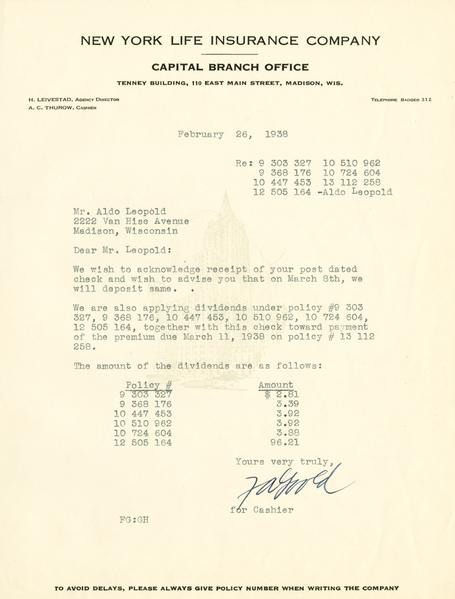 NEW YORK LIFE INSURANCE COMPANY
CAPITAL BRANCH OFFICE
TENNEY BUILDING, 110 EAST MAIN STREET, MADISON, WIS.
H. LEIVESTAD, AGENCY DIRECTOR
A. C. THUROW, CASHIER
TELEPHONE BADGER 312
February 26, 1938
Re: 9 303 327 10 510 962
9 368 176 10 724 604
10 447 453 13 112 258
12 505 164 -Aldo Leopold
Mr. Aldo Leopold
2222 Van Hise Avenue
Madison, Wisconsin
Dear Mr. Leopold:
We wish to acknowledge receipt of your post dated
check and wish to advise you that on March 8th, we
will deposit same. .
We are also applying dividends under policy #9 303
327, 9 368 176, 10 447 453, 10 510 962, 10 724 604,
12 505 164, together with this check toward payment
of the premium due March 11, 1938 on policy # 13 112
258.
The amount of the dividends are as follows:
Policy # Amount
9 303 327 $ 2.81
9 368 176 3.39
10 447 453 3.92
10 510 962 3.92
10 724 604 3.88
12 505 164 96.21
Yours very truly,
for Cashier
FG:GH
TO AVOID DELAYS, PLEASE ALWAYS GIVE POLICY NUMBER WHEN WRITING THE COMPANY